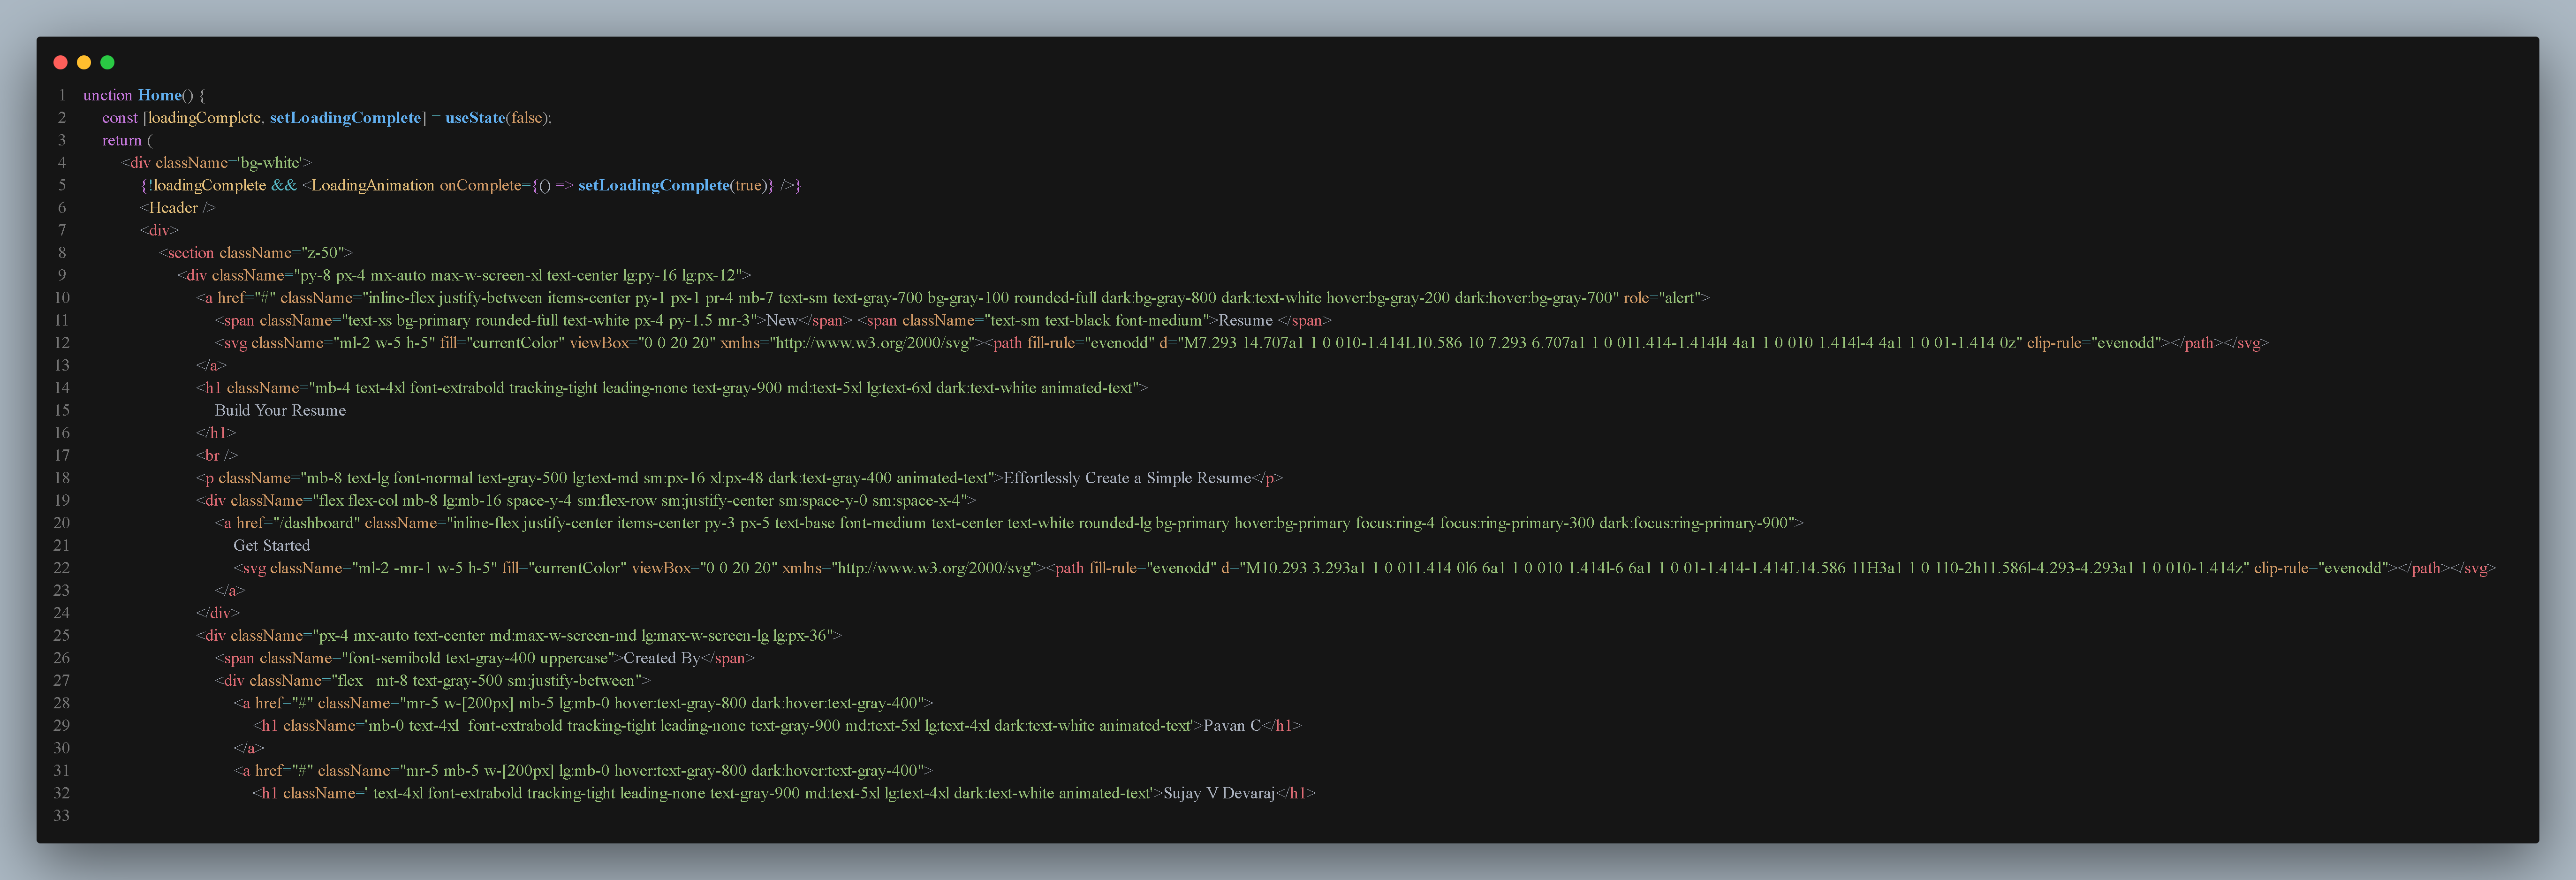 1 unction Home() {
2 const [loadingComplete, setLoadingComplete] = useState(false);
3 return (
4 <div className='bg-white'>
5 {!loadingComplete && <LoadingAnimation onComplete={() => setLoadingComplete(true)} />}
6 <Header />
7 <div>
8 <section className="z-50">
9 <div className="py-8 px-4 mx-auto max-w-screen-xl text-center lg:py-16 lg:px-12">
10 <a href="#" className="inline-flex justify-between items-center py-1 px-1 pr-4 mb-7 text-sm text-gray-700 bg-gray-100 rounded-full dark:bg-gray-800 dark:text-white hover:bg-gray-200 dark:hover:bg-gray-700" role="alert">
11 <span className="text-xs bg-primary rounded-full text-white px-4 py-1.5 mr-3">New</span> <span className="text-sm text-black font-medium">Resume </span>
12 <svg className="ml-2 w-5 h-5" fill="currentColor" viewBox="0 0 20 20" xmlns="http://www.w3.org/2000/svg"><path fill-rule="evenodd" d="M7.293 14.707a1 1 0 010-1.414L10.586 10 7.293 6.707a1 1 0 011.414-1.414l4 4a1 1 0 010 1.414l-4 4a1 1 0 01-1.414 0z" clip-rule="evenodd"></path></svg>
13 </a>
14 <h1 className="mb-4 text-4xl font-extrabold tracking-tight leading-none text-gray-900 md:text-5xl lg:text-6xl dark:text-white animated-text">
15 Build Your Resume
16 </h1>
17 <br />
18 <p className="mb-8 text-lg font-normal text-gray-500 lg:text-md sm:px-16 xl:px-48 dark:text-gray-400 animated-text">Effortlessly Create a Simple Resume</p>
19 <div className="flex flex-col mb-8 lg:mb-16 space-y-4 sm:flex-row sm:justify-center sm:space-y-0 sm:space-x-4">
20 <a href="/dashboard" className="inline-flex justify-center items-center py-3 px-5 text-base font-medium text-center text-white rounded-lg bg-primary hover:bg-primary focus:ring-4 focus:ring-primary-300 dark:focus:ring-primary-900">
21 Get Started
22 <svg className="ml-2 -mr-1 w-5 h-5" fill="currentColor" viewBox="0 0 20 20" xmlns="http://www.w3.org/2000/svg"><path fill-rule="evenodd" d="M10.293 3.293a1 1 0 011.414 0l6 6a1 1 0 010 1.414l-6 6a1 1 0 01-1.414-1.414L14.586 11H3a1 1 0 110-2h11.586l-4.293-4.293a1 1 0 010-1.414z" clip-rule="evenodd"></path></svg>
23 </a>
24 </div>
25 <div className="px-4 mx-auto text-center md:max-w-screen-md lg:max-w-screen-lg lg:px-36">
26 <span className="font-semibold text-gray-400 uppercase">Created By</span>
27 <div className="flex   mt-8 text-gray-500 sm:justify-between">
28 <a href="#" className="mr-5 w-[200px] mb-5 lg:mb-0 hover:text-gray-800 dark:hover:text-gray-400">
29 <h1 className='mb-0 text-4xl  font-extrabold tracking-tight leading-none text-gray-900 md:text-5xl lg:text-4xl dark:text-white animated-text'>Pavan C</h1>
30 </a>
31 <a href="#" className="mr-5 mb-5 w-[200px] lg:mb-0 hover:text-gray-800 dark:hover:text-gray-400">
32 <h1 className=' text-4xl font-extrabold tracking-tight leading-none text-gray-900 md:text-5xl lg:text-4xl dark:text-white animated-text'>Sujay V Devaraj</h1>
33